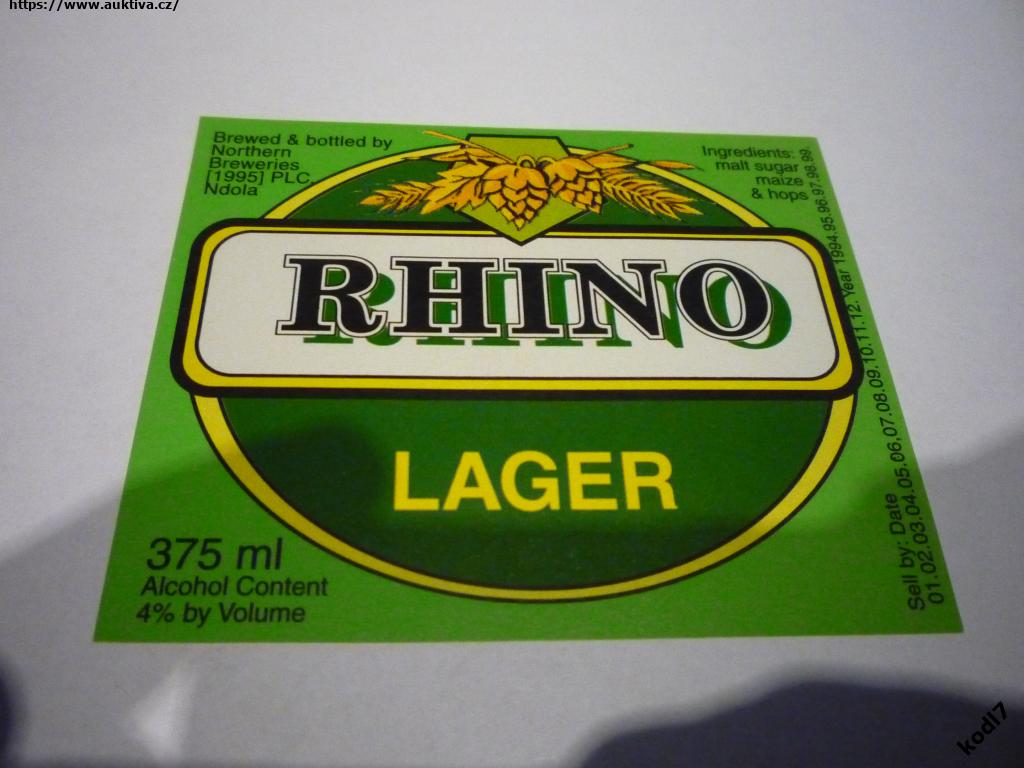 https://www.auktiva.cz/
Brewed & bottled by
Northern
Breweries
[1995] PLC,
Ndola
Ingredients:
malt sugar
maize
& hops
RHINO
LAGER
375 ml
Alcohol Content
4% by Volume
Sell by: Date
01.02.03.04.05.06.07.08.09.10.11.12.Year 1994.95.96.97.98.99.
kodl7